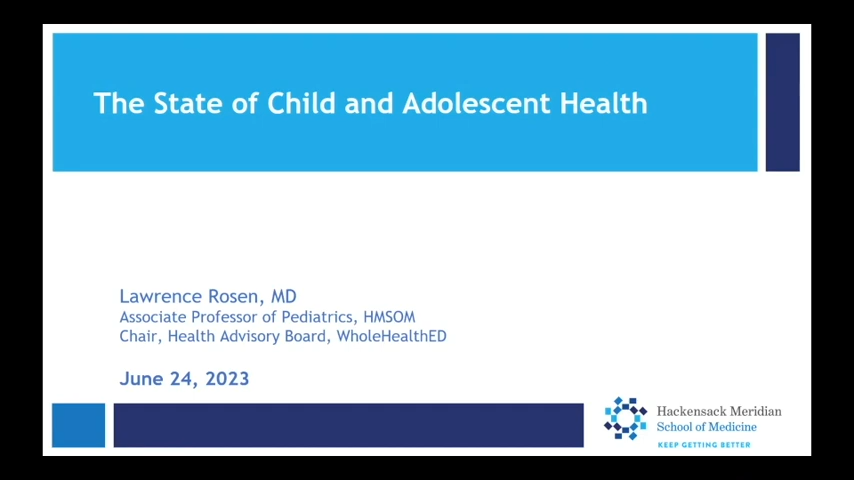 The State of Child and Adolescent Health
Lawrence Rosen, MD
Associate Professor of Pediatrics, HMSOM
Chair, Health Advisory Board, WholeHealthED
June 24, 2023
Hackensack Meridian
School of Medicine
KEEP GETTING BETTER